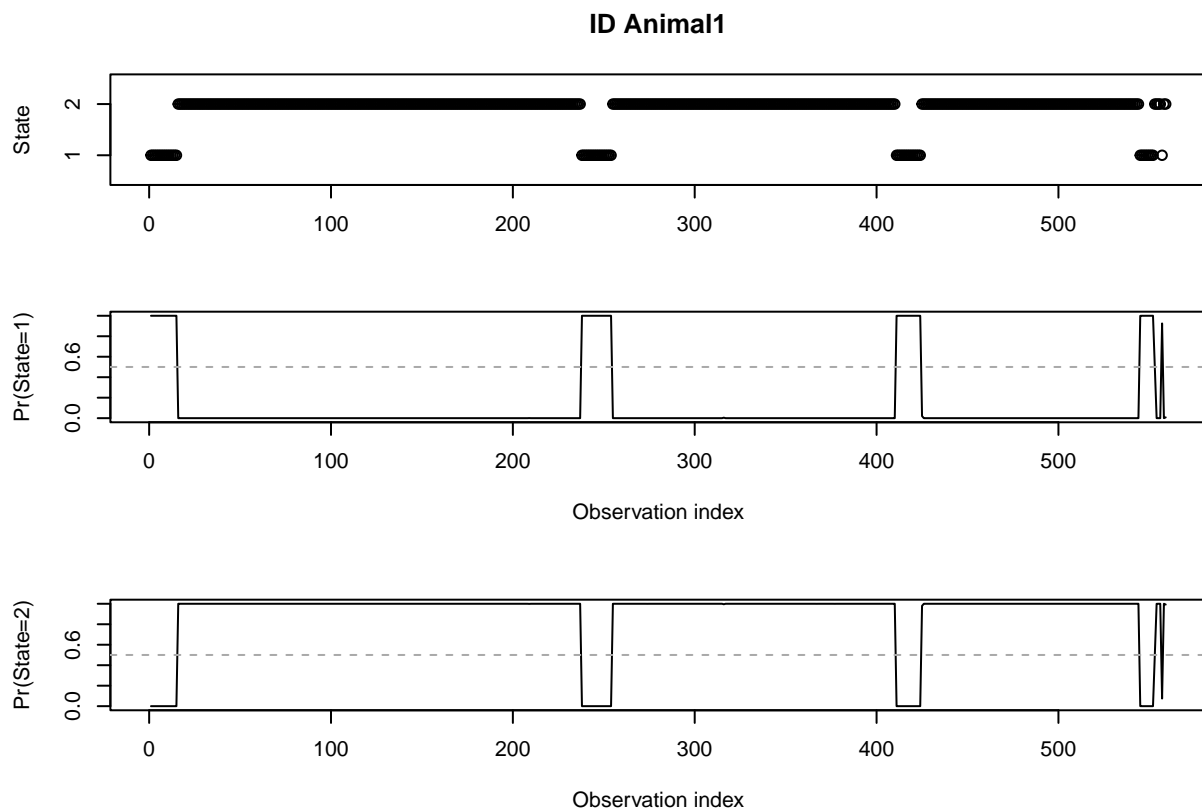 ID Animal1
State
2
1
0 100 200 300 400 500
Pr(State=1)
0.6
0.0
0 100 200 300 400 500
Observation index
Pr(State=2)
0.6
0.0
0 100 200 300 400 500
Observation index